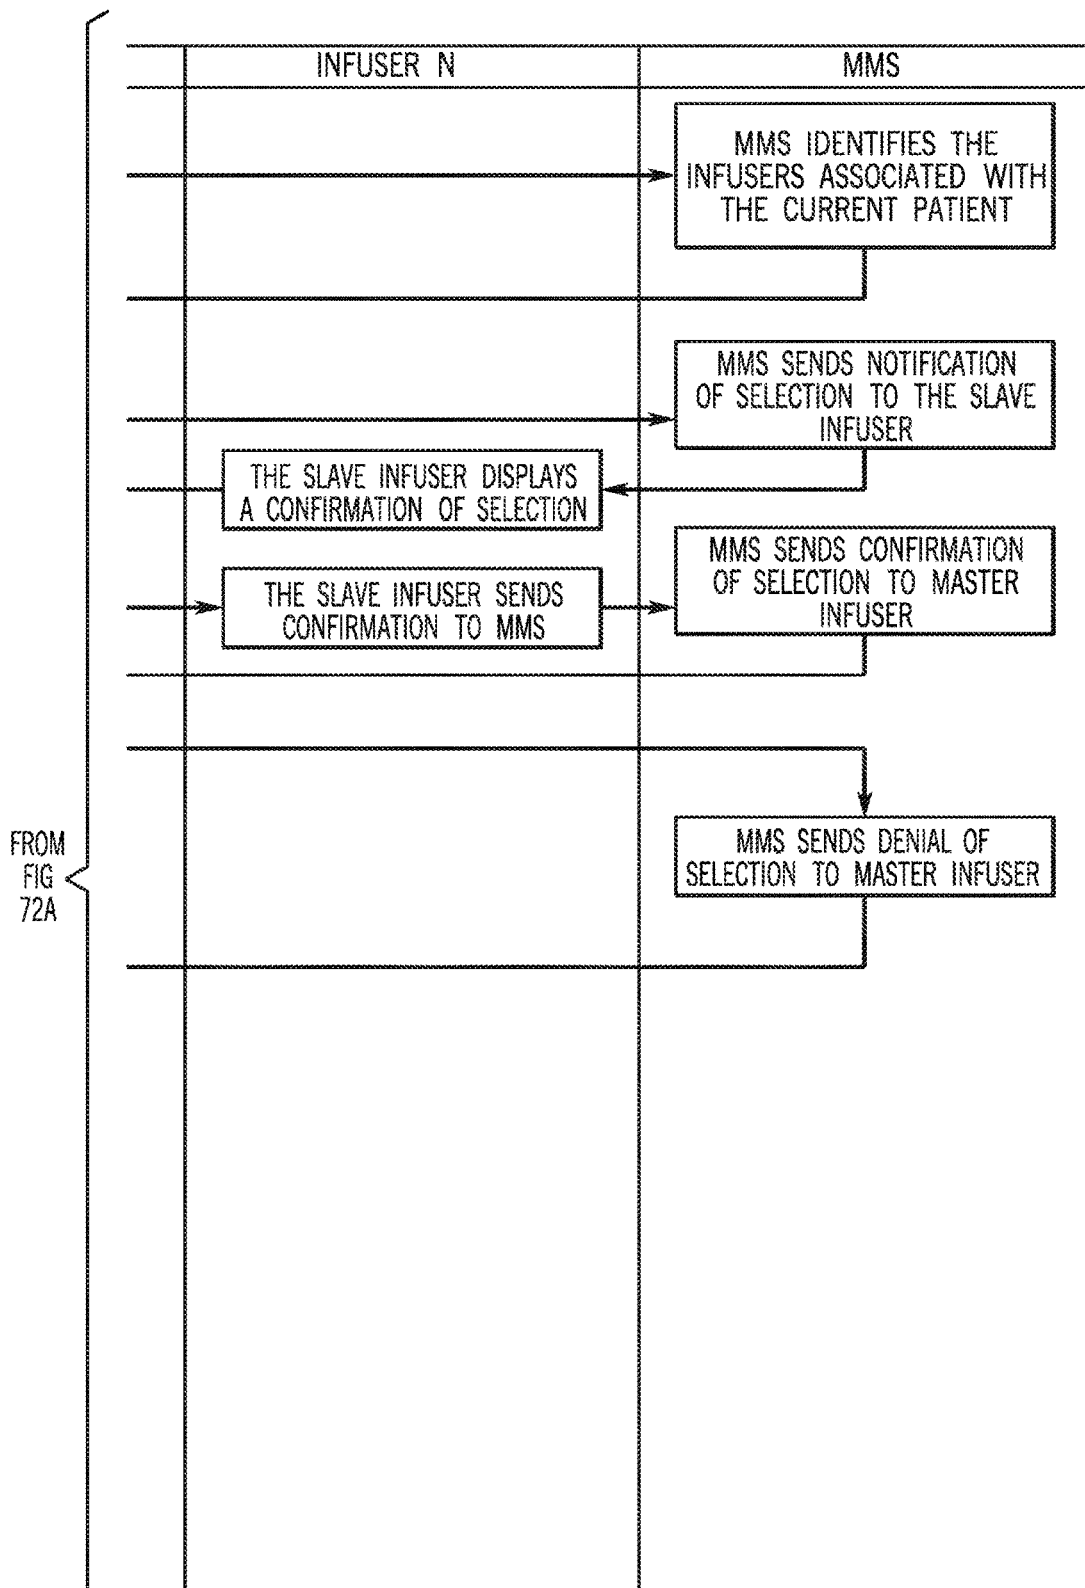 INFUSER N
MMS
MMS IDENTIFIES THE
INFUSERS ASSOCIATED WITH
THE CURRENT PATIENT
MMS SENDS NOTIFICATION
OF SELECTION TO THE SLAVE
INFUSER
THE SLAVE INFUSER DISPLAYS
A CONFIRMATION OF SELECTION
MMS SENDS CONFIRMATION
OF SELECTION TO MASTER
INFUSER
THE SLAVE INFUSER SENDS
CONFIRMATION TO MMS
MMS SENDS DENIAL OF
SELECTION TO MASTER INFUSER
FROM
FIG
72A